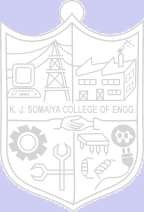 K. J. SOMAIYA COLLEGE OF ENGG.